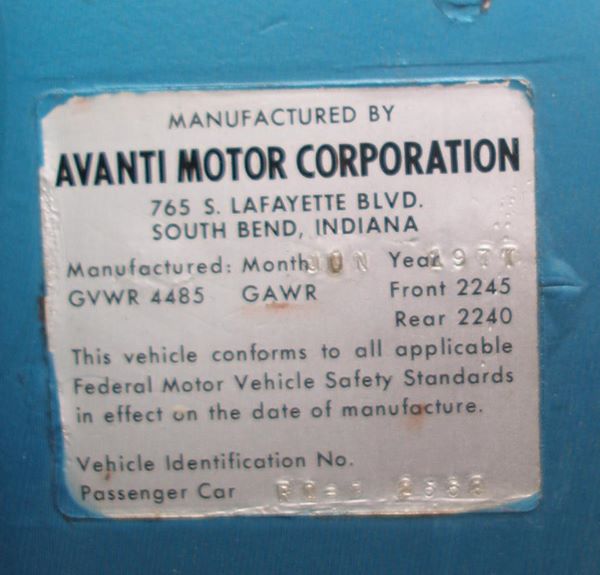 MANUFACTURED BY
AVANTI MOTOR CORPORATION
765 S. LAFAYETTE BLVD.
SOUTH BEND, INDIANA
Manufactured: Month JUN Year 1977
GVWR 4485 GAWR Front 2245
Rear 2240
This vehicle conforms to all applicable
Federal Motor Vehicle Safety Standards
in effect on the date of manufacture.
Vehicle Identification No.
Passenger Car